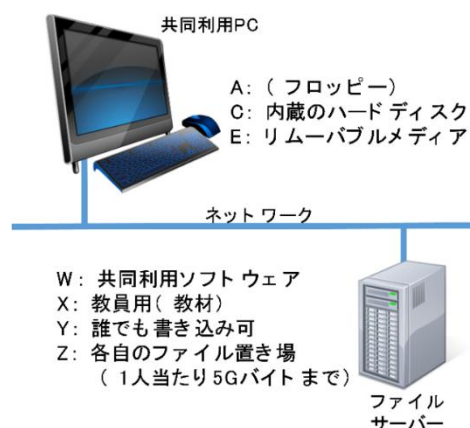 共同利用PC
A: ( フロッピー)
C: 内蔵のハードディスク
E: リムーバブルメディア
ネットワーク
W: 共同利用ソフトウェア
X: 教員用( 教材)
Y: 誰でも書き込み可
Z: 各自のファイル置き場
( 1人当たり5Gバイトまで)
ファイル
サーバー